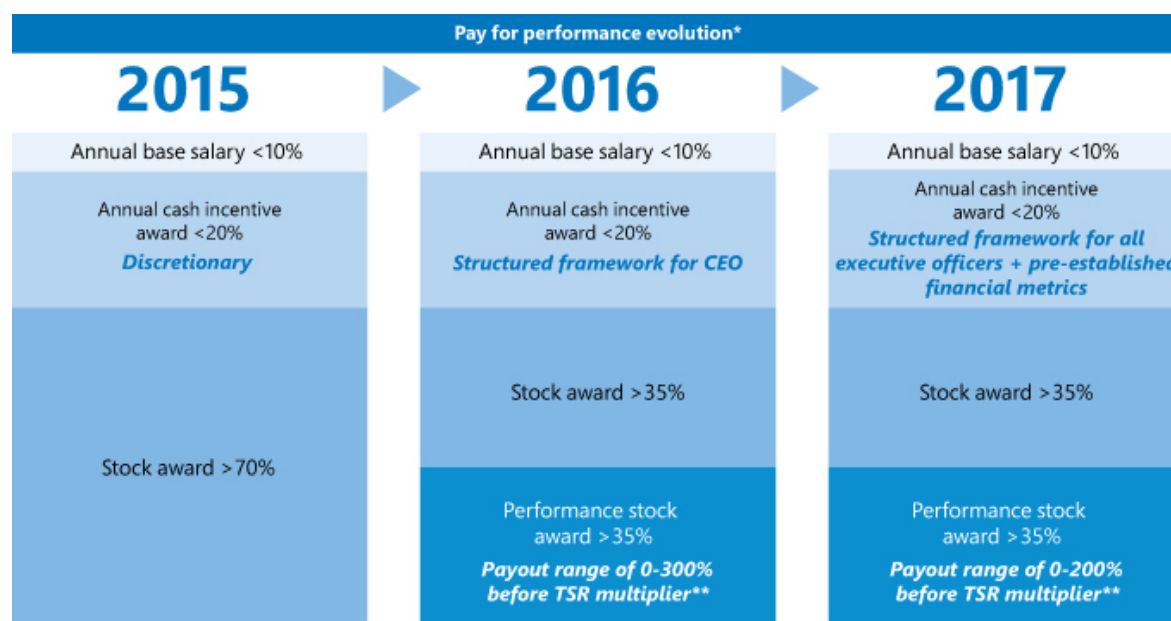 Pay for performance evolution*
2015
2016
2017
Annual base salary <10%
Annual cash incentive
award <20%
Discretionary
Stock award >70%
Annual base salary <10%
Annual cash incentive
award <20%
Structured framework for CEO
Stock award >35%
Performance stock
award >35%
Payout range of 0-300%
before TSR multiplier**
Annual base salary <10%
Annual cash incentive
award <20%
Structured framework for all
executive officers + pre-established
financial metrics
Stock award >35%
Performance stock
award >35%
Payout range of 0-200%
before TSR multiplier**